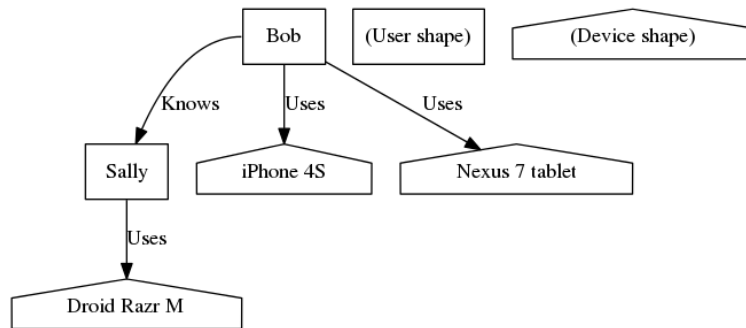 Bob
(User shape)
(Device shape)
Knows
Uses
Uses
Sally
iPhone 4S
Nexus 7 tablet
Uses
Droid Razr M